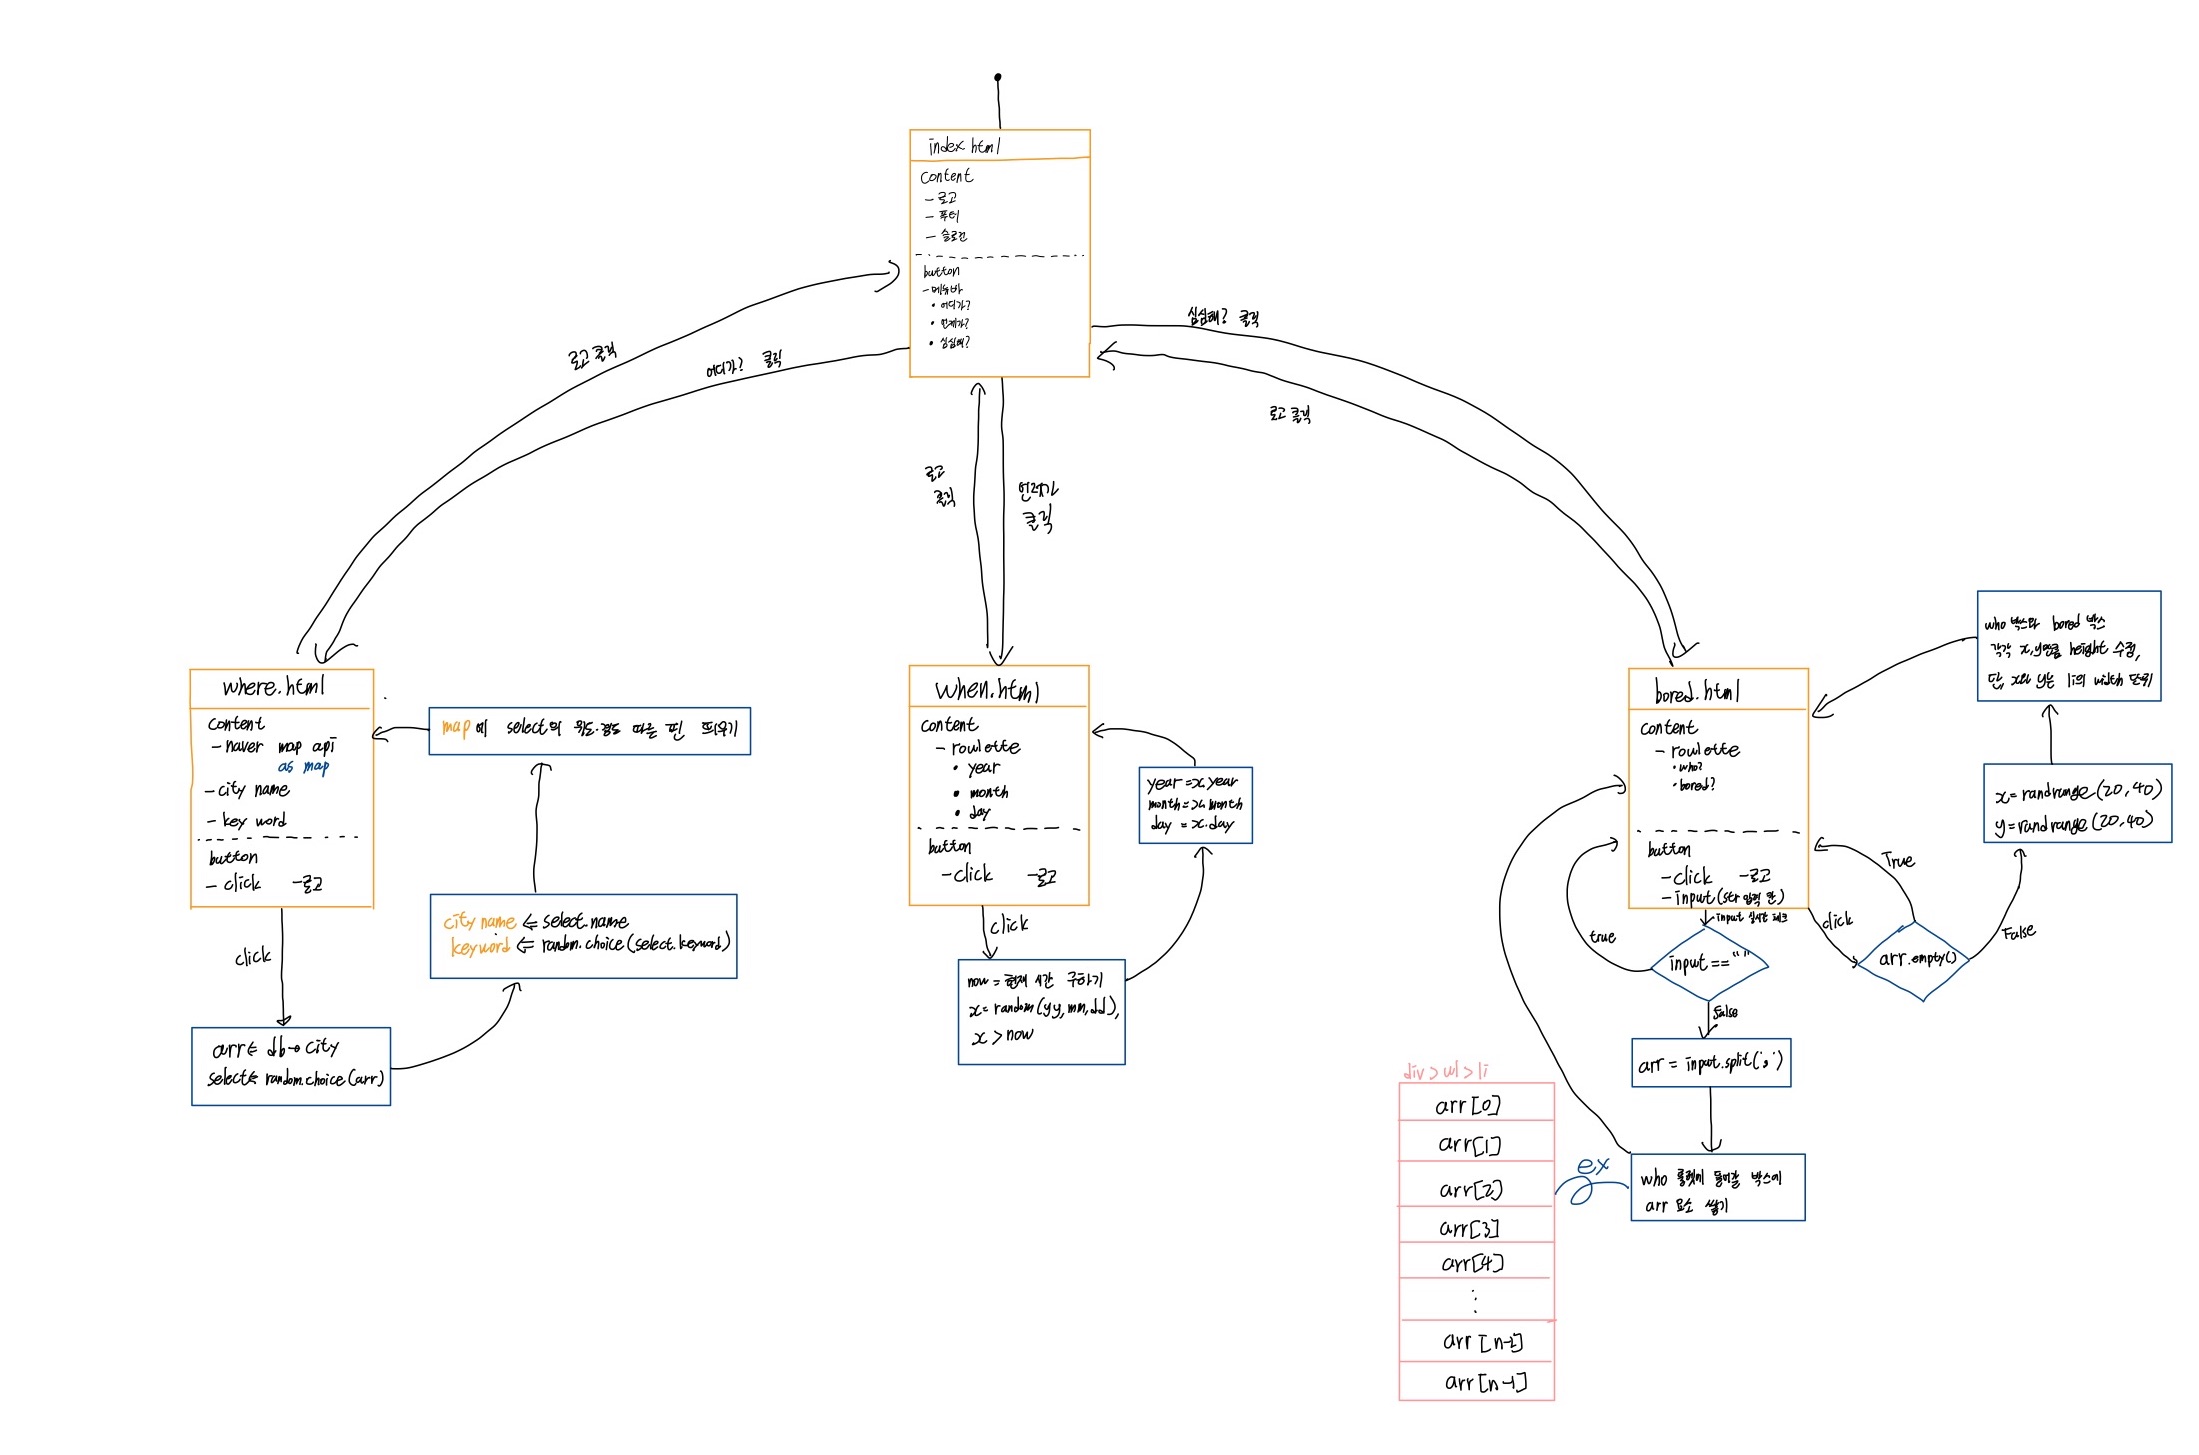 index html
content
- 로고
- 푸터
- 슬로건
button
- 메뉴바
• 어디가?
• 언제가?
• 심심해?
로고 클릭
어디가? 클릭
심심해? 클릭
로고 클릭
로고
클릭
언제가
클릭
where.html
content
- naver map api
as map
- city name
- key word
button
- click - 로고
click
arr ⇐ db → city
select ⇐ random.choice(arr)
city name ⇐ select.name
keyword ⇐ random.choice(select.keyword)
map에 select의 위도·경도 따른 핀 띄우기
when.html
content
- roulette
• year
• month
• day
button
- click - 로고
click
now = 현재 시간 구하기
x = random(yy,mm,dd),
x > now
year = x.year
month = x.month
day = x.day
bored.html
content
- roulette
• who?
• bored?
button
- click - 로고
- input(str 입력 란)
input 실시간 체크
input == “ ”
true
False
arr = input.split(';')
who 룰렛에 들어갈 박스에
arr 요소 쌓기
ex
div > ul > li
arr[0]
arr[1]
arr[2]
arr[3]
arr[4]
⋮
arr[n-2]
arr[n-1]
click
arr.empty()
True
False
x = randrange(20,40)
y = randrange(20,40)
who 박스와 bored 박스
각각 x,y만큼 height 수정,
단, x와 y는 li의 width 단위